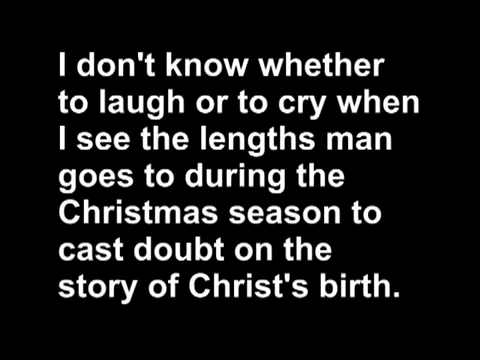 I don't know whether
to laugh or to cry when
I see the lengths man
goes to during the
Christmas season to
cast doubt on the
story of Christ's birth.